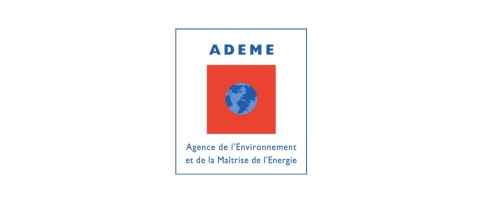 ADEME
Agence de l'Environnement
et de la Maîtrise de l'Energie